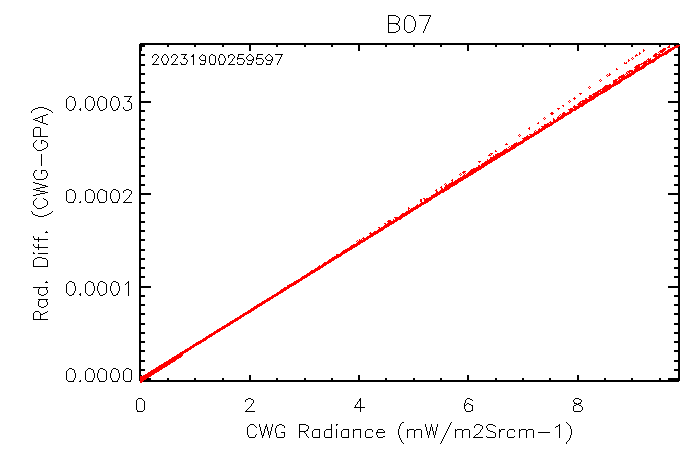 B07
20231900259597
0.0003
0.0002
0.0001
0.0000
Rad. Diff. (CWG-GPA)
0 2 4 6 8
CWG Radiance (mW/m2Srcm-1)